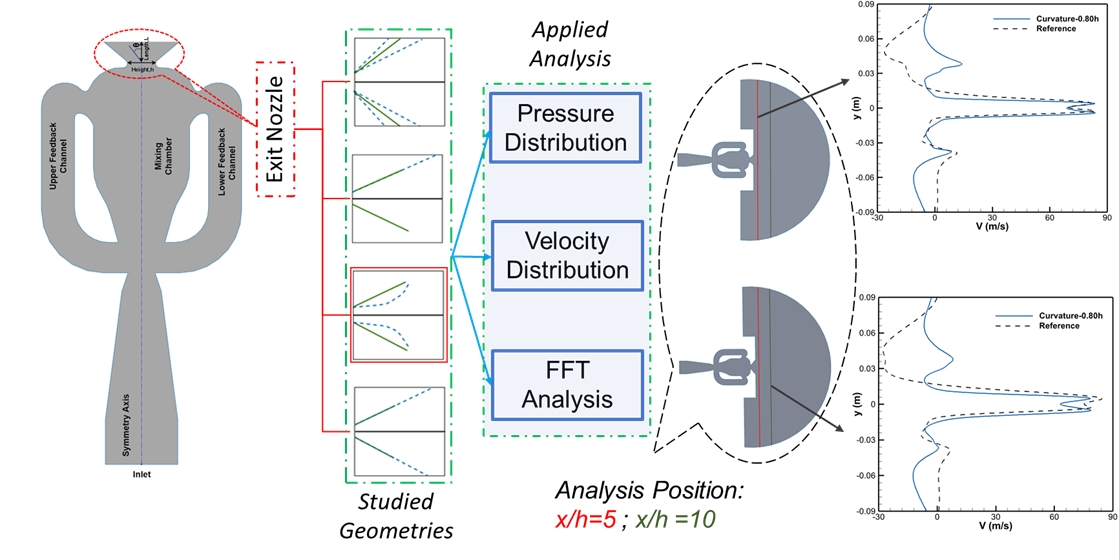 θ
Length,L
Height,h
Upper Feedback
Channel
Mixing
Chamber
Lower Feedback
Channel
Symmetry Axis
Inlet
Exit Nozzle
Studied
Geometries
Applied
Analysis
Pressure
Distribution
Velocity
Distribution
FFT
Analysis
Analysis Position:
x/h=5 ; x/h =10
0.09
0.06
0.03
0
-0.03
-0.06
-0.09
y (m)
-30
0
30
60
90
V (m/s)
Curvature-0.80h
Reference
0.09
0.06
0.03
0
-0.03
-0.06
-0.09
y (m)
-30
0
30
60
90
V (m/s)
Curvature-0.80h
Reference